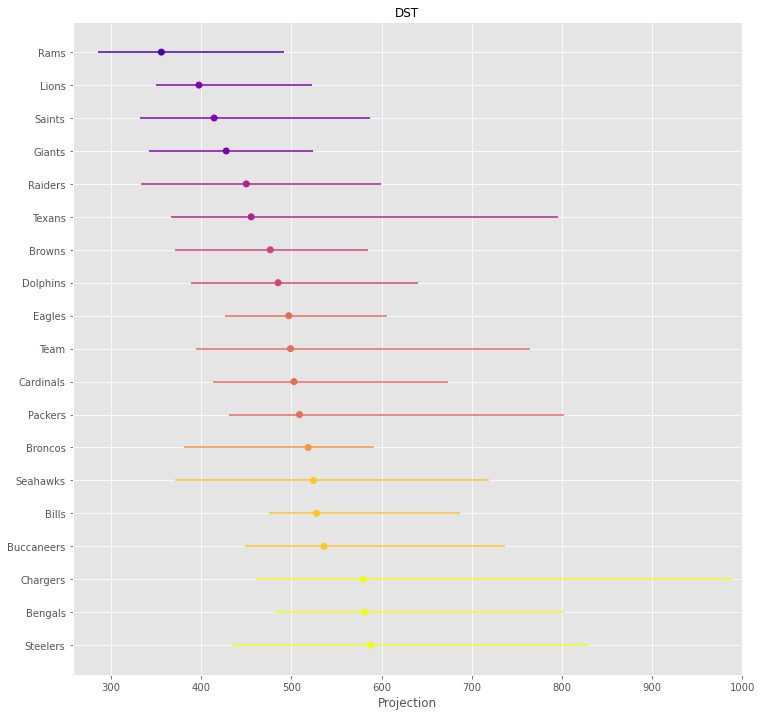 DST
Rams
Lions
Saints
Giants
Raiders
Texans
Browns
Dolphins
Eagles
Team
Cardinals
Packers
Broncos
Seahawks
Bills
Buccaneers
Chargers
Bengals
Steelers
300 400 500 600 700 800 900 1000
Projection